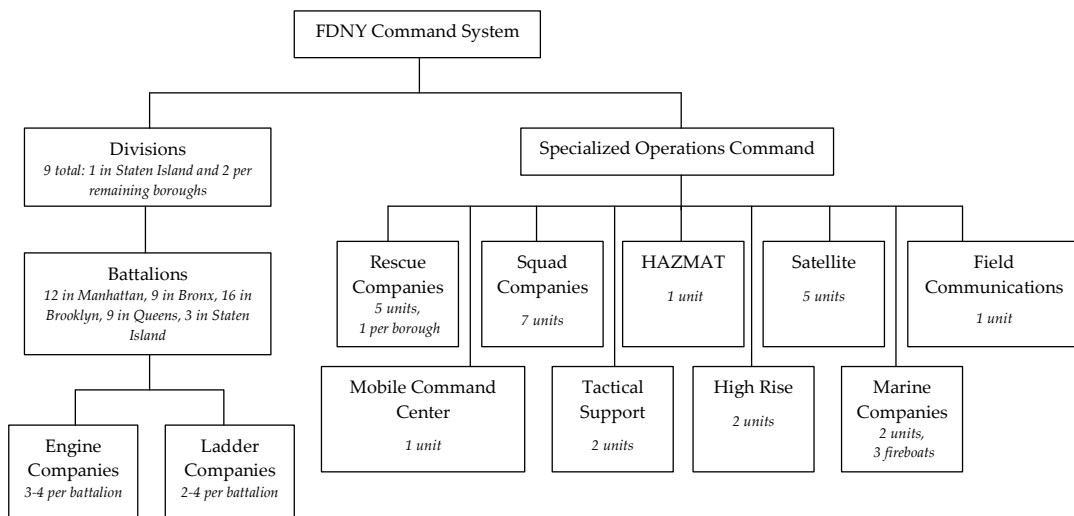 FDNY Command System
Divisions
9 total: 1 in Staten Island and 2 per
remaining boroughs
Specialized Operations Command
Battalions
12 in Manhattan, 9 in Bronx, 16 in
Brooklyn, 9 in Queens, 3 in Staten
Island
Rescue
Companies
5 units,
1 per borough
Squad
Companies
7 units
HAZMAT
1 unit
Satellite
5 units
Field
Communications
1 unit
Mobile Command
Center
1 unit
Tactical
Support
2 units
High Rise
2 units
Marine
Companies
2 units,
3 fireboats
Engine
Companies
3-4 per battalion
Ladder
Companies
2-4 per battalion